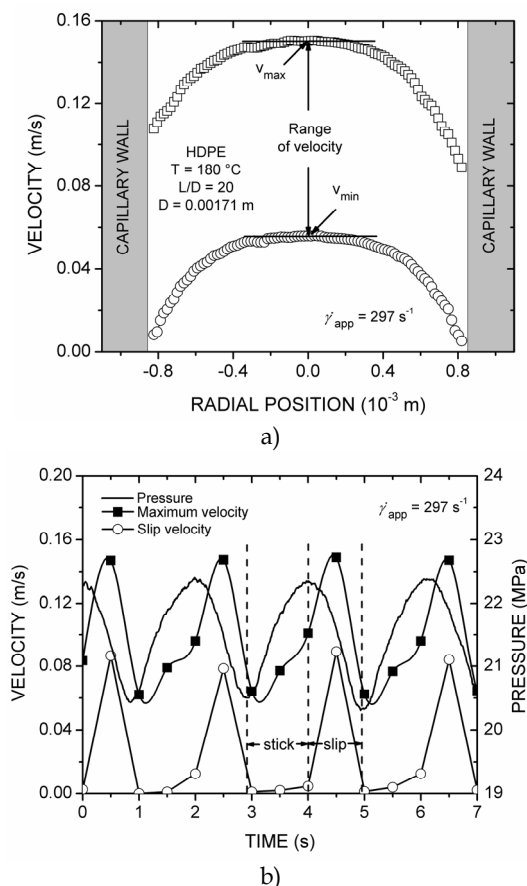 0.16
0.12
0.08
0.04
0.00
VELOCITY (m/s)
CAPILLARY WALL
CAPILLARY WALL
vmax
Range
of velocity
HDPE
T = 180 °C
L/D = 20
D = 0.00171 m
vmin
γ̇app = 297 s⁻¹
-0.8 -0.4 0.0 0.4 0.8
RADIAL POSITION (10⁻³ m)
a)
0.20
0.16
0.12
0.08
0.04
0.00
VELOCITY (m/s)
Pressure
Maximum velocity
Slip velocity
γ̇app = 297 s⁻¹
stick slip
24
23
22
21
20
19
PRESSURE (MPa)
0 1 2 3 4 5 6 7
TIME (s)
b)